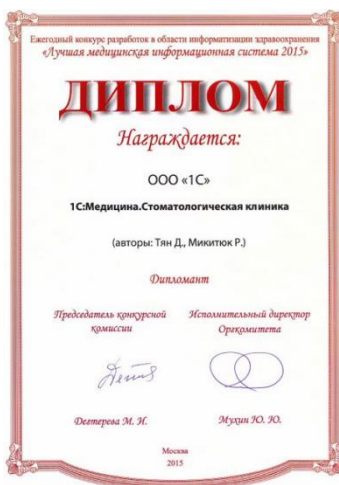 Ежегодный конкурс разработок в области информатизации здравоохранения
«Лучшая медицинская информационная система 2015»
ДИПЛОМ
Награждается:
ООО «1С»
1С:Медицина.Стоматологическая клиника
(авторы: Тян Д., Микитюк Р.)
Дипломант
Председатель конкурсной Исполнительный директор
комиссии Оргкомитета
Дегтерева М. И. Мухин Ю. Ю.
Москва
2015